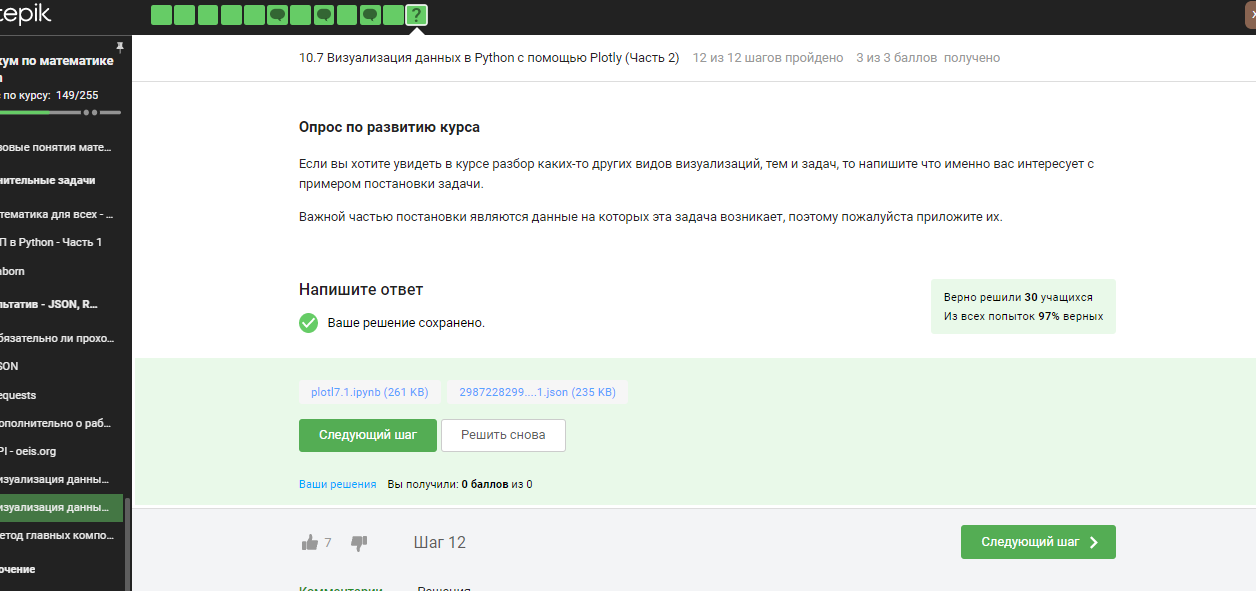 tepik
?
10.7 Визуализация данных в Python с помощью Plotly (Часть 2) 12 из 12 шагов пройдено 3 из 3 баллов получено
кум по математике
по курсу: 149/255
зовые понятия мате...
нительные задачи
тематика для всех - ...
П в Python - Часть 1
aborn
льтатив - JSON, R...
бязательно ли прохо...
SON
equests
ополнительно о раб...
PI - oeis.org
изуализация данны...
изуализация данны...
етод главных компо...
ючение
Опрос по развитию курса
Если вы хотите увидеть в курсе разбор каких-то других видов визуализаций, тем и задач, то напишите что именно вас интересует с
примером постановки задачи.
Важной частью постановки являются данные на которых эта задача возникает, поэтому пожалуйста приложите их.
Напишите ответ
Ваше решение сохранено.
Верно решили 30 учащихся
Из всех попыток 97% верных
plotl7.1.ipynb (261 KB) 2987228299....1.json (235 KB)
Следующий шаг Решить снова
Ваши решения Вы получили: 0 баллов из 0
7 Шаг 12 Следующий шаг
Комментарии Решения